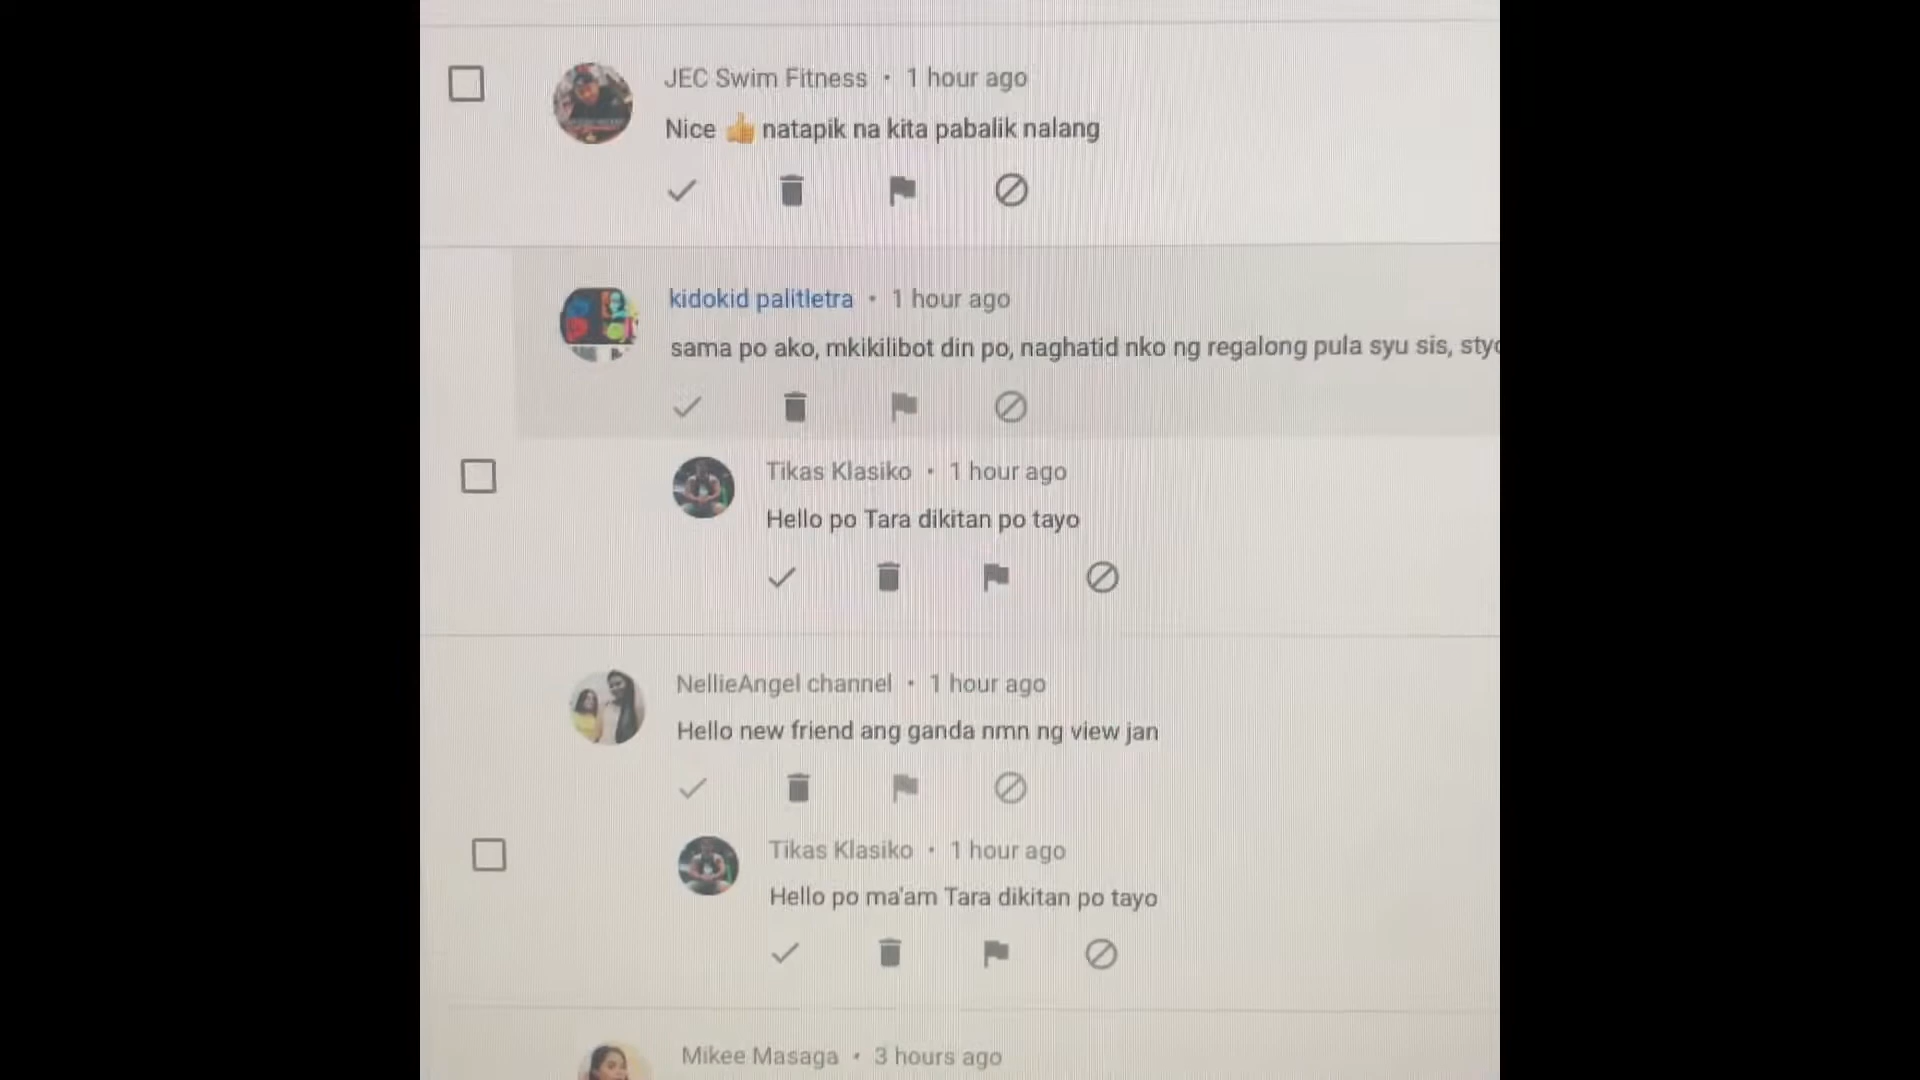 JEC Swim Fitness • 1 hour ago
Nice 👍 natapik na kita pabalik nalang
kidokid palitletra • 1 hour ago
sama po ako, mkikilibot din po, naghatid nko ng regalong pula syu sis,
Tikas Klasiko • 1 hour ago
Hello po Tara dikitan po tayo
NellieAngel channel • 1 hour ago
Hello new friend ang ganda nmn ng view jan
Tikas Klasiko • 1 hour ago
Hello po ma'am Tara dikitan po tayo
Mikee Masaga • 3 hours ago